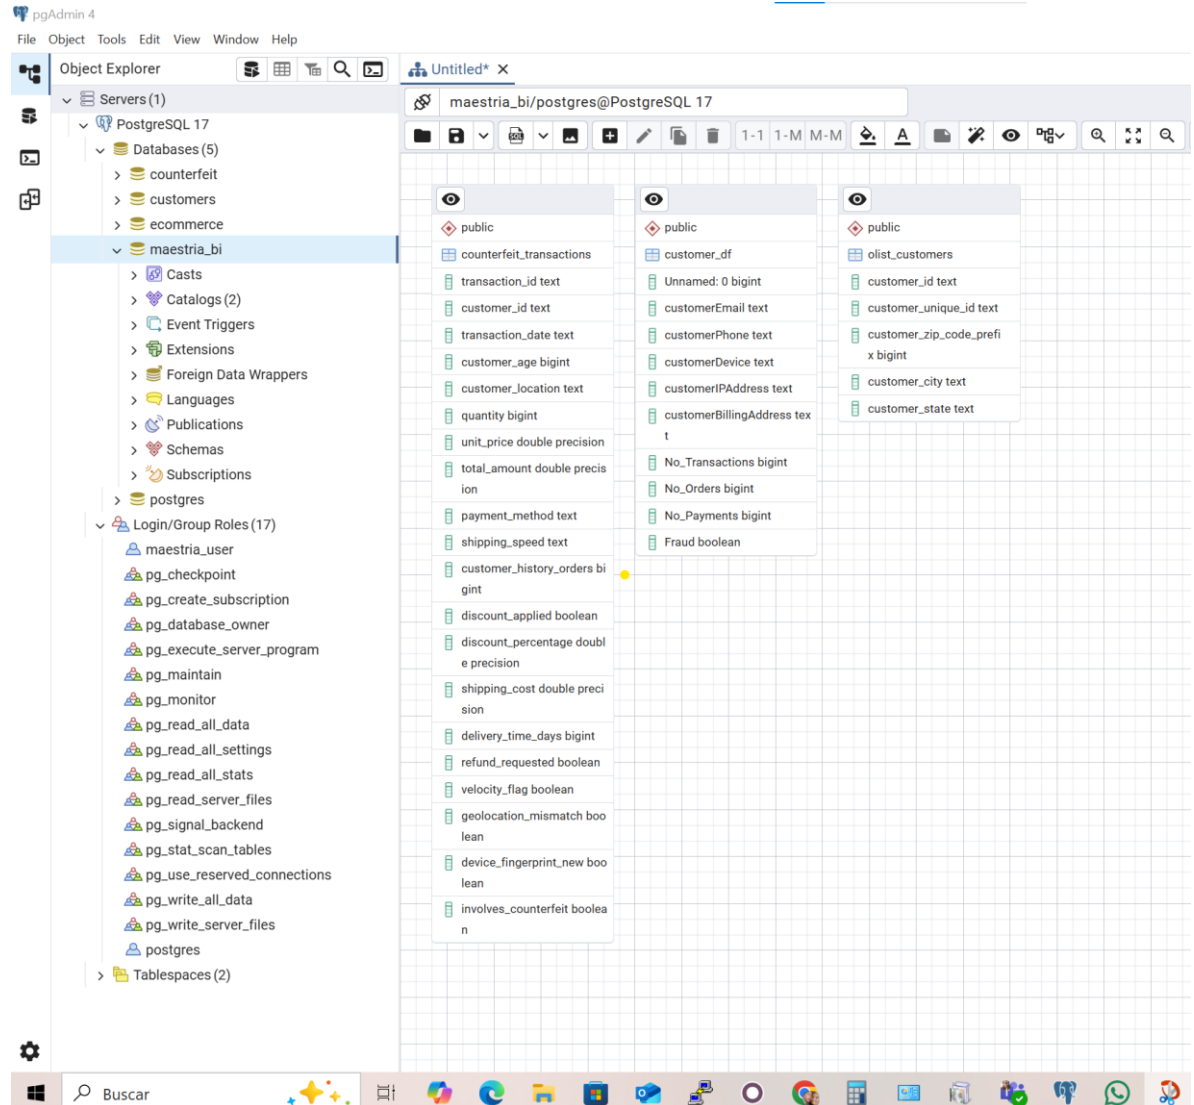 pgAdmin 4
File Object Tools Edit View Window Help
Object Explorer
Untitled*
Servers (1)
maestria_bi/postgres@PostgreSQL 17
PostgreSQL 17
Databases (5)
SQL
1-1 1-M M-M
A
counterfeit
customers
ecommerce
maestria_bi
Casts
Catalogs (2)
Event Triggers
Extensions
Foreign Data Wrappers
Languages
Publications
Schemas
Subscriptions
postgres
Login/Group Roles (17)
maestria_user
pg_checkpoint
pg_create_subscription
pg_database_owner
pg_execute_server_program
pg_maintain
pg_monitor
pg_read_all_data
pg_read_all_settings
pg_read_all_stats
pg_read_server_files
pg_signal_backend
pg_stat_scan_tables
pg_use_reserved_connections
pg_write_all_data
pg_write_server_files
postgres
Tablespaces (2)
public
counterfeit_transactions
transaction_id text
customer_id text
transaction_date text
customer_age bigint
customer_location text
quantity bigint
unit_price double precision
total_amount double precis
ion
payment_method text
shipping_speed text
customer_history_orders bi
gint
discount_applied boolean
discount_percentage doubl
e precision
shipping_cost double preci
sion
delivery_time_days bigint
refund_requested boolean
velocity_flag boolean
geolocation_mismatch boo
lean
device_fingerprint_new boo
lean
involves_counterfeit boolea
n
public
customer_df
Unnamed: 0 bigint
customerEmail text
customerPhone text
customerDevice text
customerIPAddress text
customerBillingAddress tex
t
No_Transactions bigint
No_Orders bigint
No_Payments bigint
Fraud boolean
public
olist_customers
customer_id text
customer_unique_id text
customer_zip_code_prefi
x bigint
customer_city text
customer_state text
Buscar